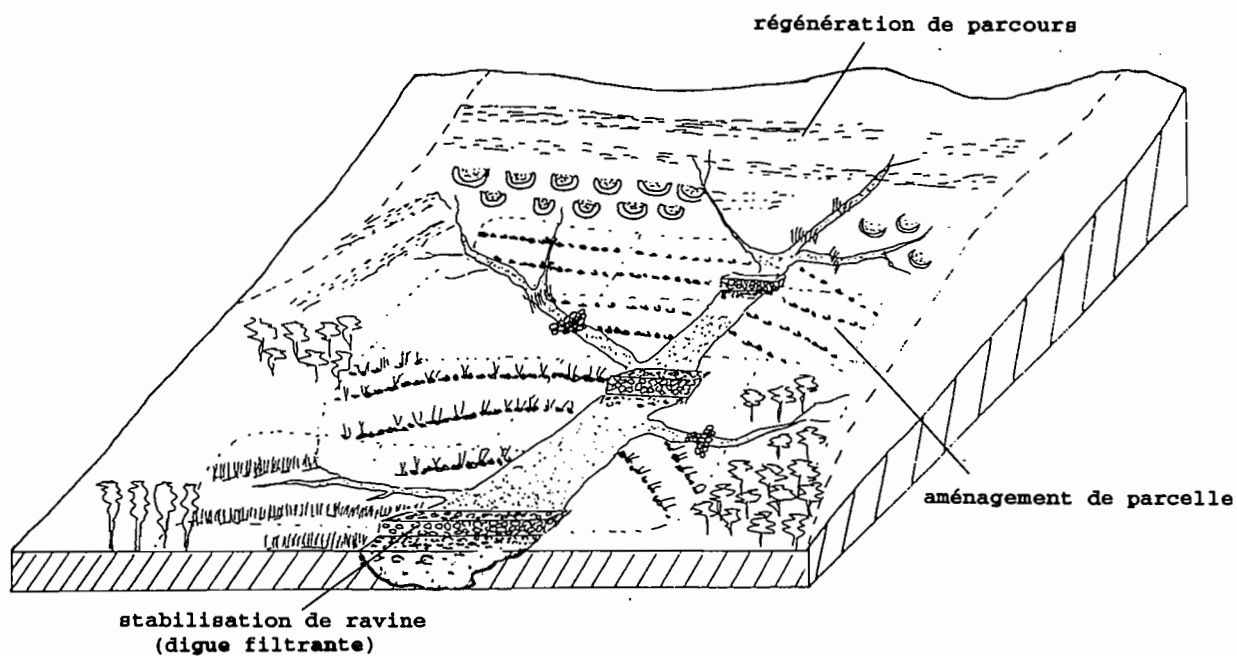 régénération de parcours
aménagement de parcelle
stabilisation de ravine
(digue filtrante)